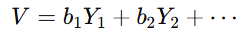 V = b₁Y₁ + b₂Y₂ + ···